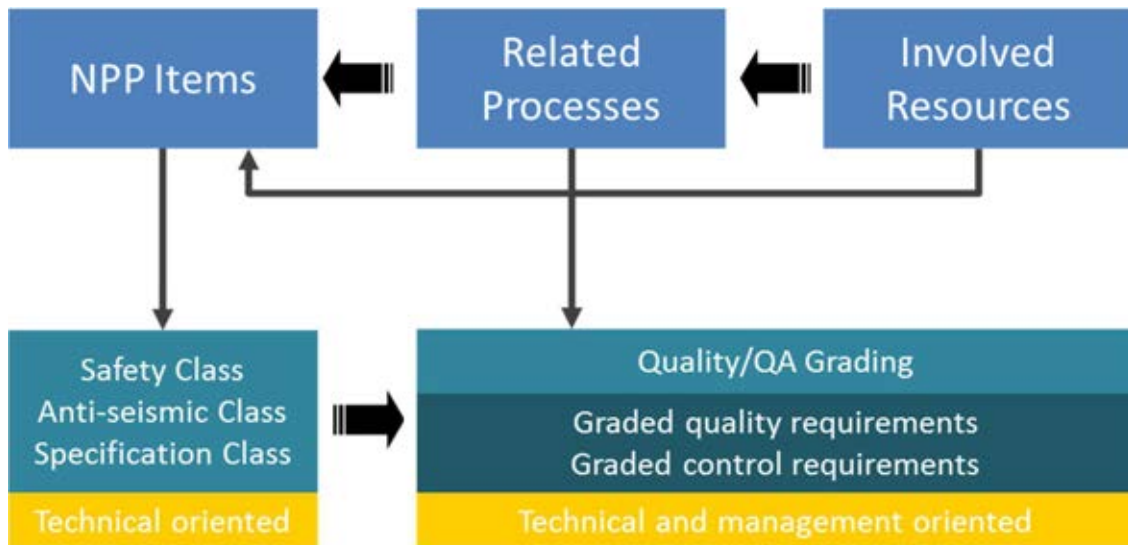 NPP Items
Related
Processes
Involved
Resources
Safety Class
Anti-seismic Class
Specification Class
Technical oriented
Quality/QA Grading
Graded quality requirements
Graded control requirements
Technical and management oriented